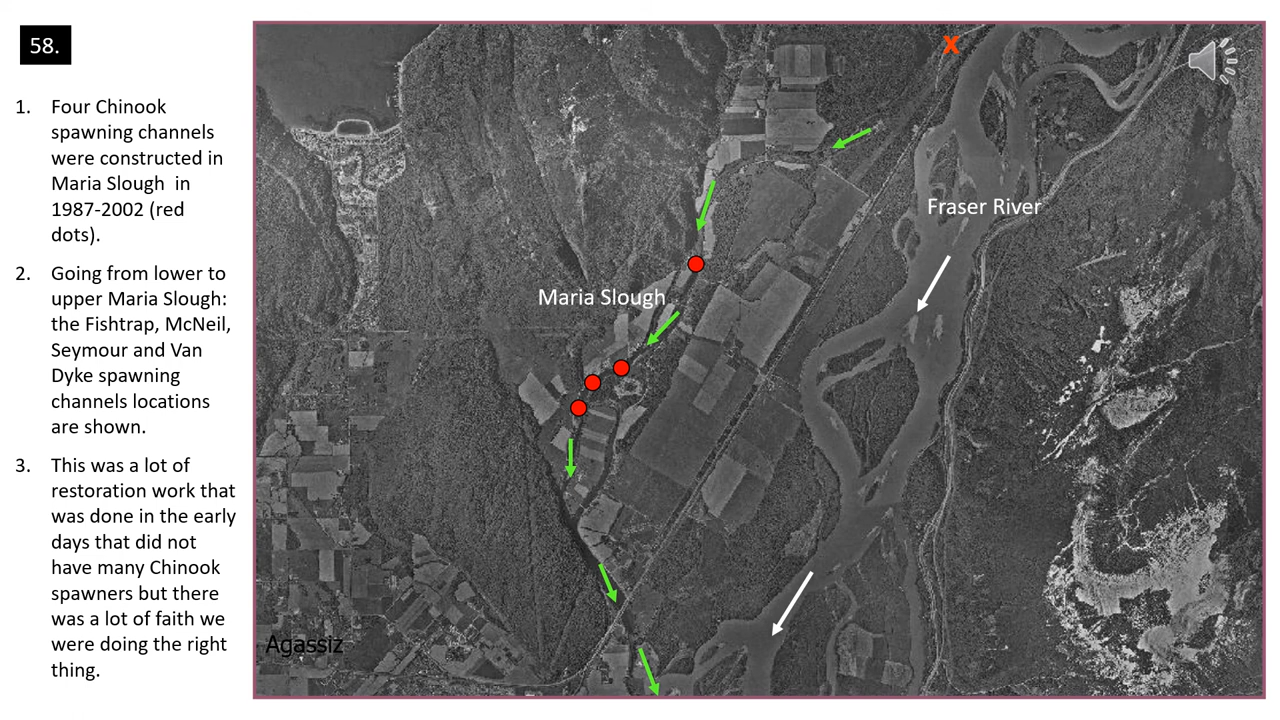 58.
1. Four Chinook
spawning channels
were constructed in
Maria Slough in
1987-2002 (red
dots).
2. Going from lower to
upper Maria Slough:
the Fishtrap, McNeil,
Seymour and Van
Dyke spawning
channels locations
are shown.
3. This was a lot of
restoration work that
was done in the early
days that did not
have many Chinook
spawners but there
was a lot of faith we
were doing the right
thing.
X
Fraser River
Maria Slough
Agassiz